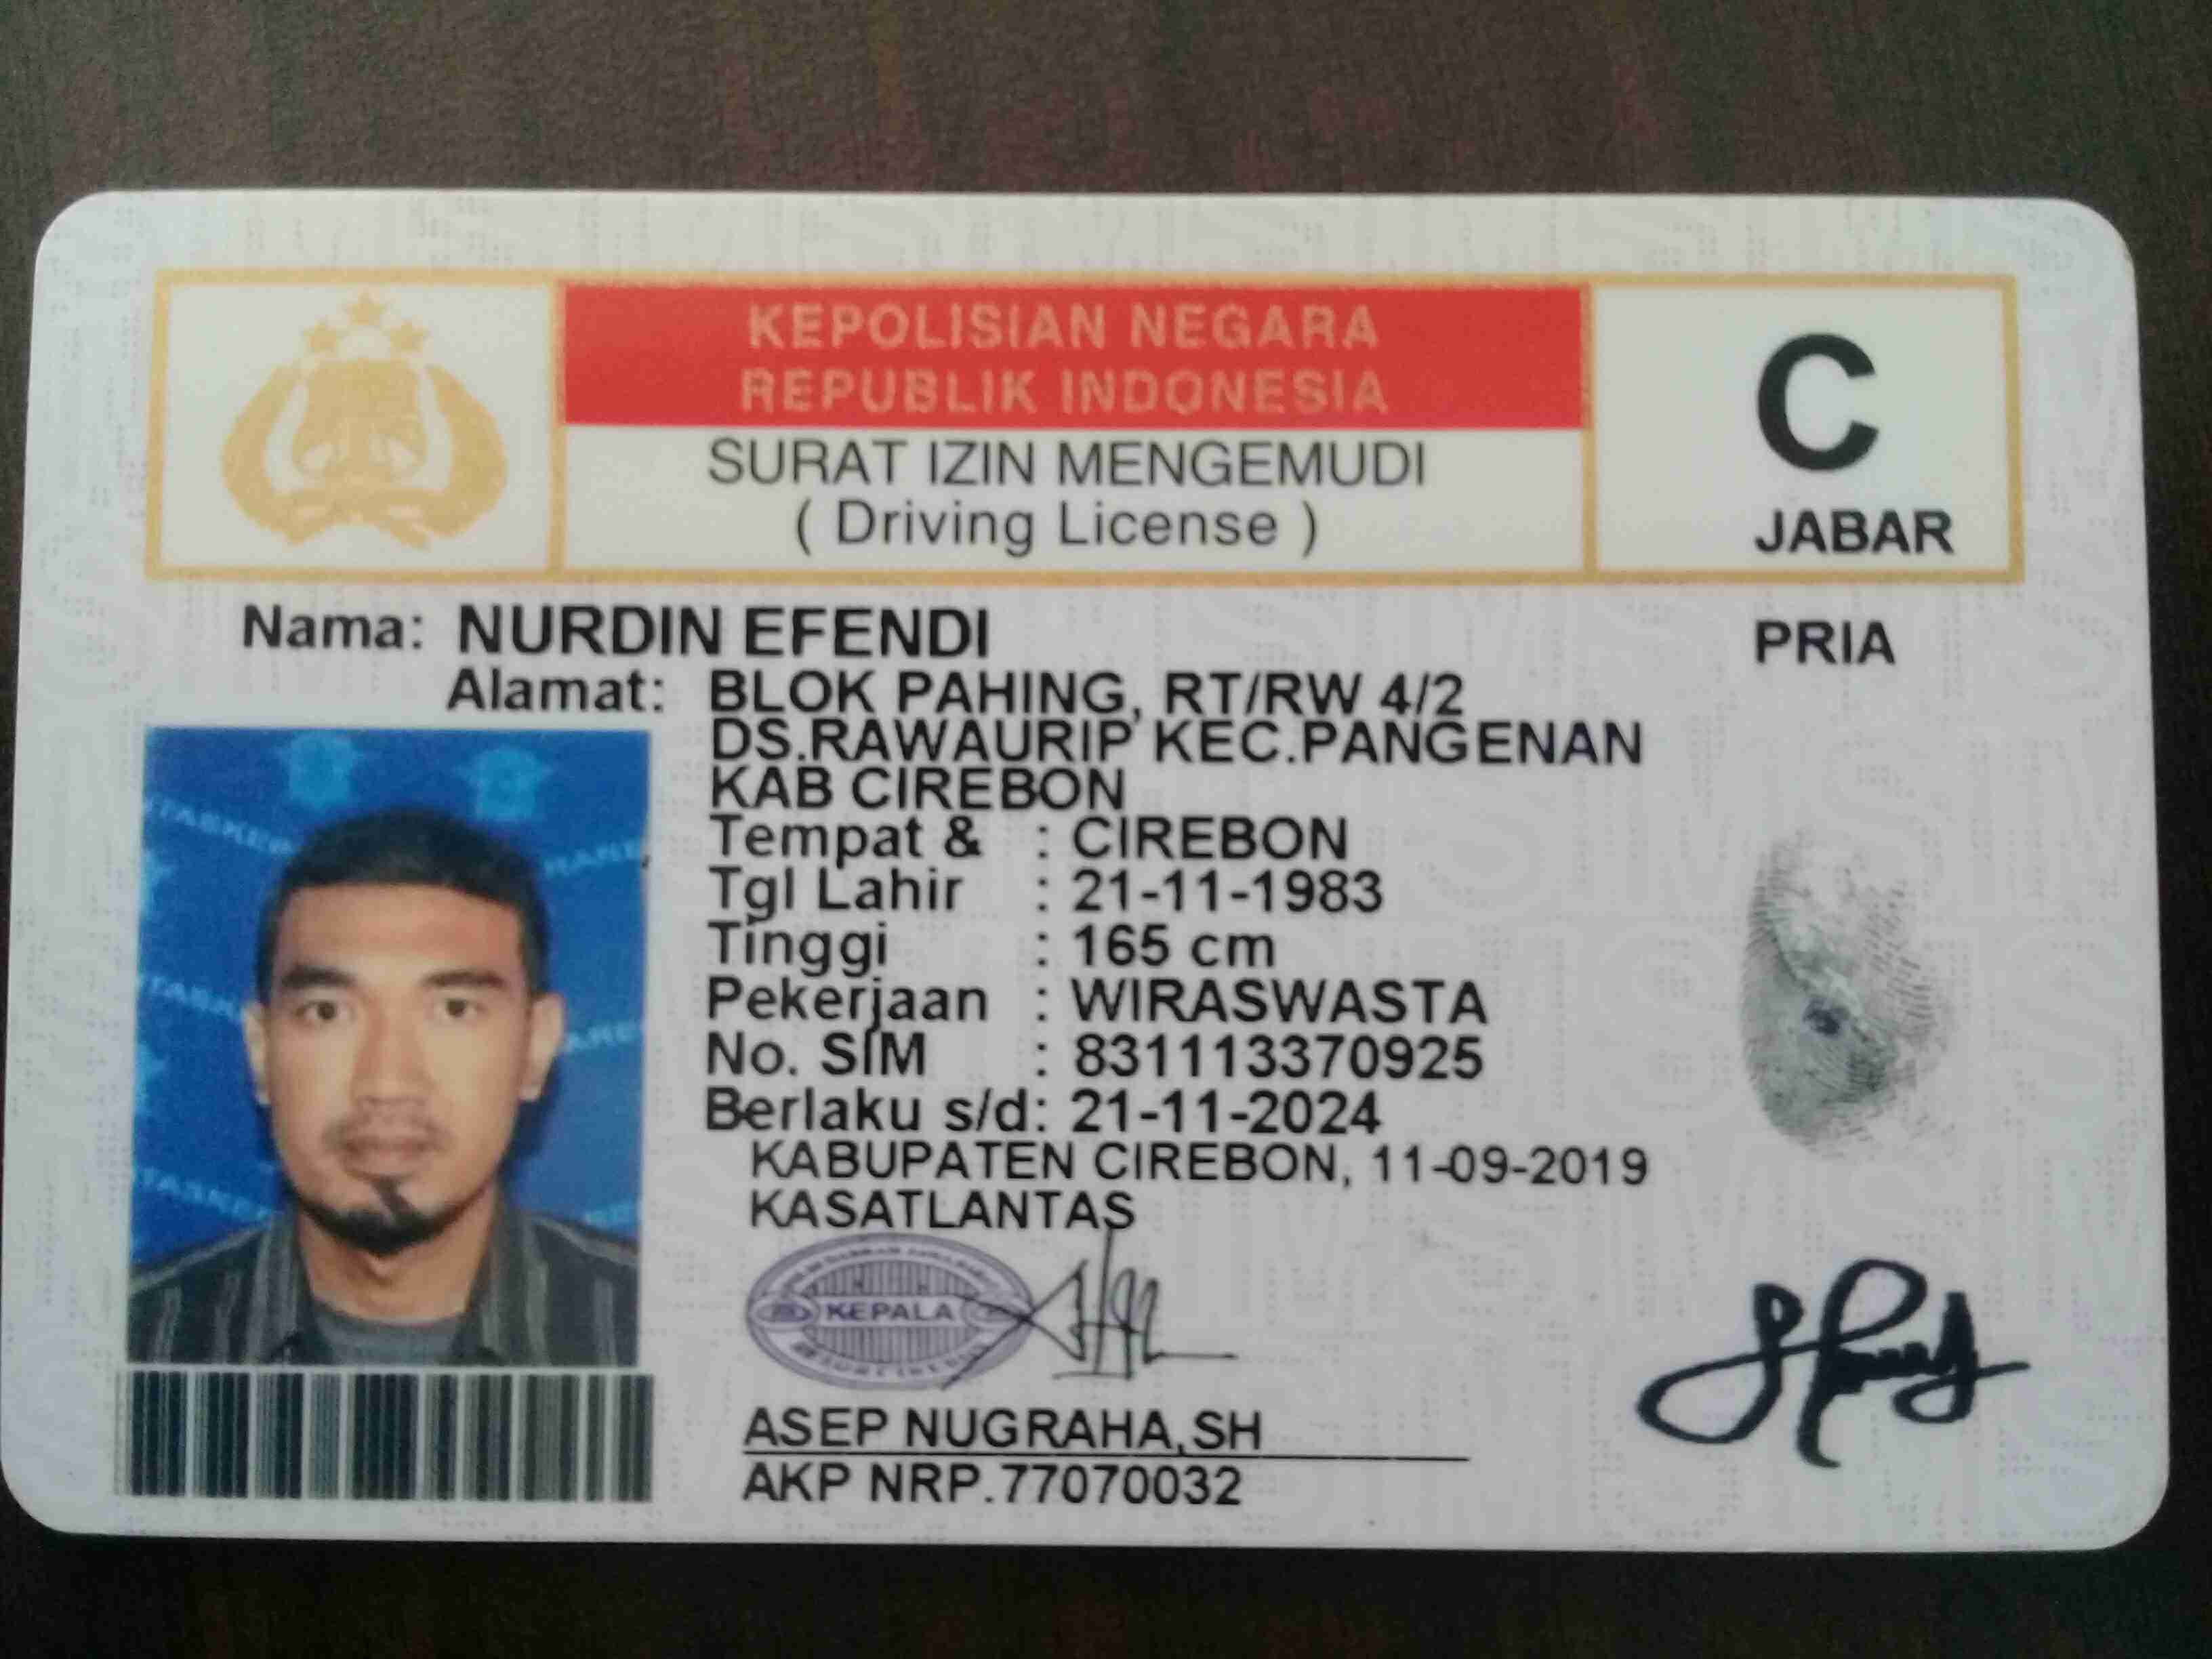 KEPOLISIAN NEGARA
REPUBLIK INDONESIA
SURAT IZIN MENGEMUDI
( Driving License )
C
JABAR
Nama: NURDIN EFENDI
PRIA
Alamat: BLOK PAHING, RT/RW 4/2
DS.RAWAURIP KEC.PANGENAN
KAB CIREBON
Tempat & : CIREBON
Tgl Lahir : 21-11-1983
Tinggi : 165 cm
Pekerjaan : WIRASWASTA
No. SIM : 831113370925
Berlaku s/d: 21-11-2024
KABUPATEN CIREBON, 11-09-2019
KASATLANTAS
KEPALA
ASEP NUGRAHA,SH
AKP NRP.77070032